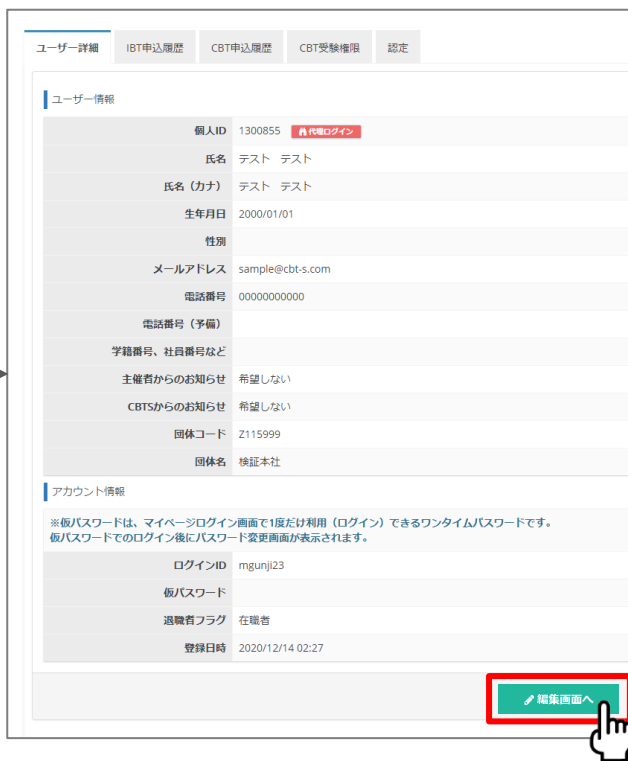 ユーザー詳細 IBT申込履歴 CBT申込履歴 CBT受験権限 認定
ユーザー情報
個人ID 1300855 代理ログイン
氏名 テスト テスト
氏名（カナ） テスト テスト
生年月日 2000/01/01
性別
メールアドレス sample@cbt-s.com
電話番号 00000000000
電話番号（予備）
学籍番号、社員番号など
主催者からのお知らせ 希望しない
CBTSからのお知らせ 希望しない
団体コード Z115999
団体名 検証本社
アカウント情報
※仮パスワードは、マイページログイン画面で1度だけ利用（ログイン）できるワンタイムパスワードです。
仮パスワードでのログイン後にパスワード変更画面が表示されます。
ログインID mgunji23
仮パスワード
退職者フラグ 在職者
登録日時 2020/12/14 02:27
編集画面へ